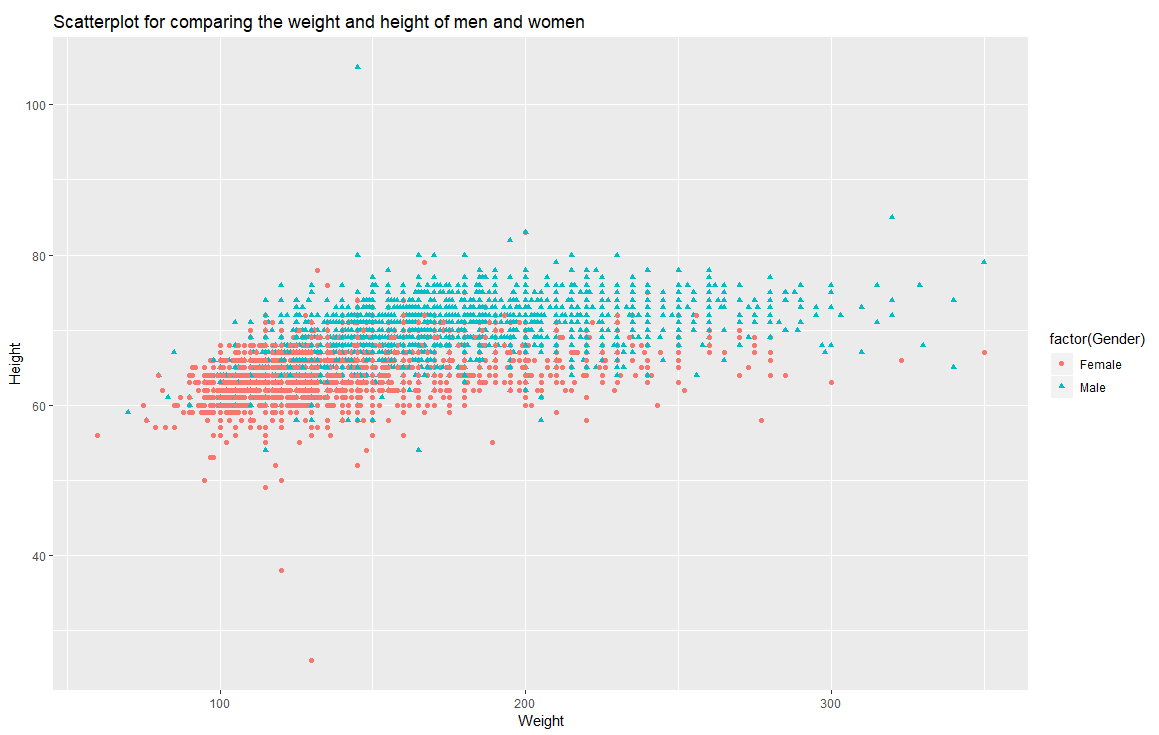 Scatterplot for comparing the weight and height of men and women
100
80
60
40
Height
100
200
300
Weight
factor(Gender)
Female
Male